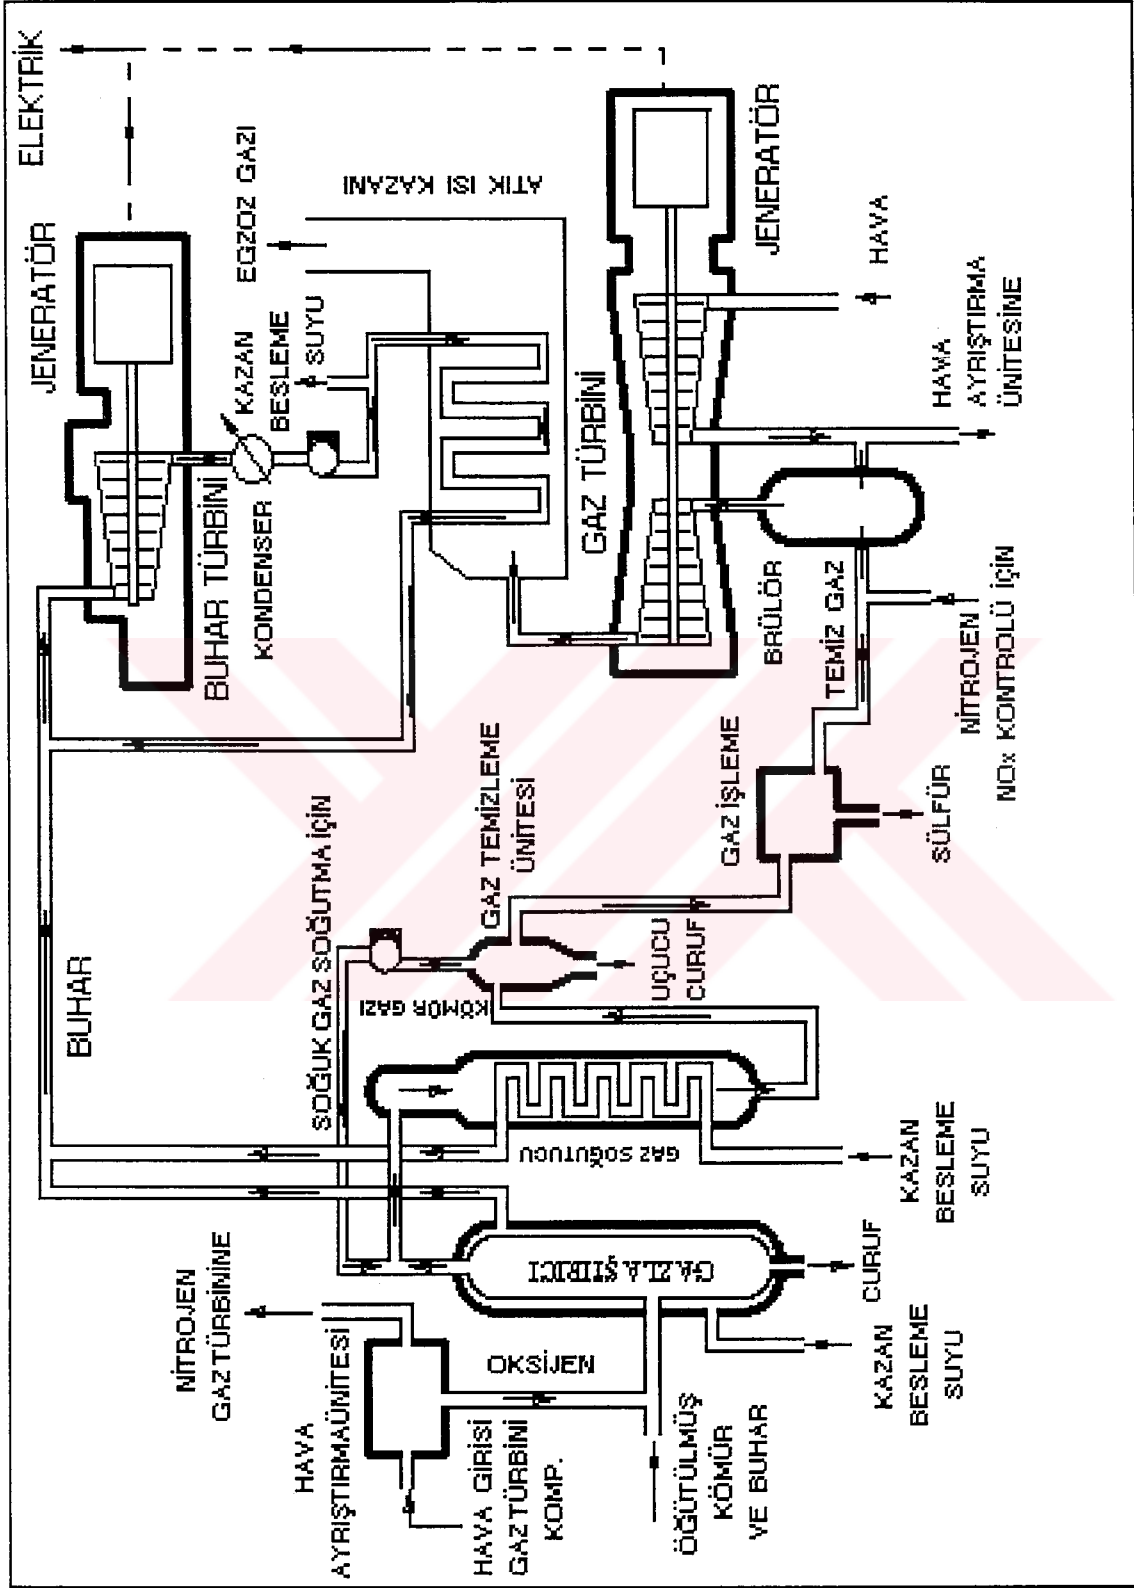 ELEKTRİK
JENERATÖR
BUHAR TÜRBİNİ
KONDENSER
KAZAN
BESLEME
SUYU
EGZOZ GAZI
ATIK ISI KAZANI
GAZ TÜRBİNİ
JENERATÖR
HAVA
HAVA
AYRIŞTIRMA
ÜNİTESİNE
BRÜLÖR
TEMİZ GAZ
NİTROJEN
NOx KONTROLÜ İÇİN
GAZ İŞLEME
SÜLFÜR
GAZ TEMİZLEME
ÜNİTESİ
UÇUCU
CURUF
SOĞUK GAZ SOĞUTMA İÇİN
BUHAR
KÖMÜR GAZI
GAZ SOĞUTUCU
KAZAN
BESLEME
SUYU
GAZLAŞTIRICI
CURUF
KAZAN
BESLEME
SUYU
NİTROJEN
GAZ TÜRBİNİNE
HAVA
AYRIŞTIRMAÜNİTESİ
OKSİJEN
HAVA GİRİSİ
GAZ TÜRBİNİ
KOMP.
ÖĞÜTÜLMÜŞ
KÖMÜR
VE BUHAR